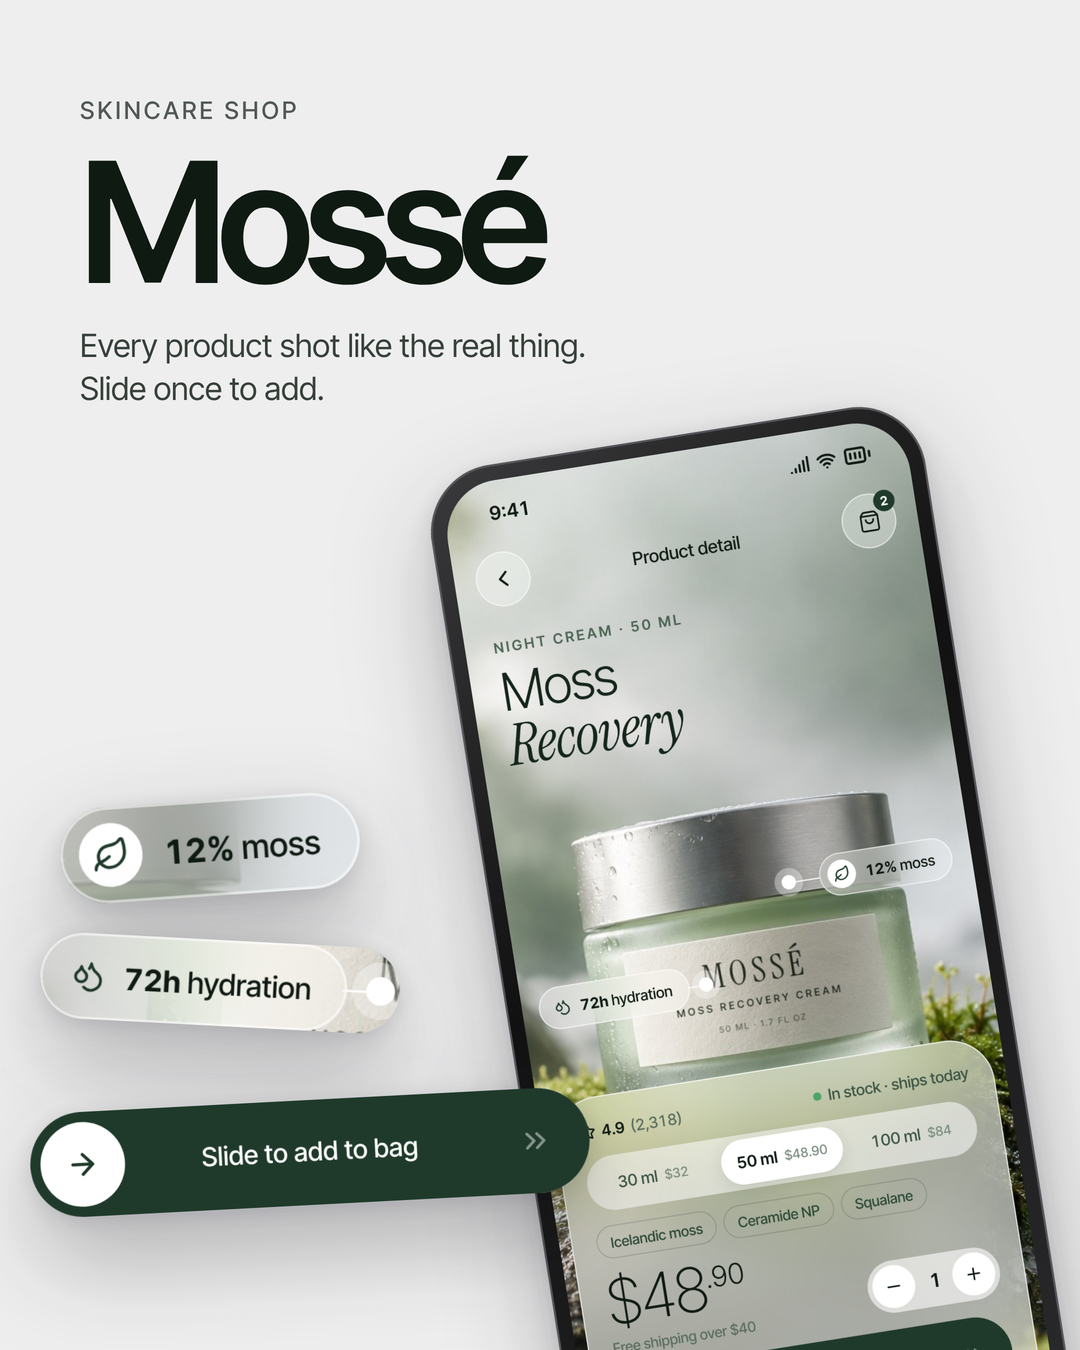 SKINCARE SHOP
Mossé
Every product shot like the real thing.
Slide once to add.
9:41
2
Product detail
NIGHT CREAM · 50 ML
Moss
Recovery
12% moss
72h hydration
12% moss
72h hydration
MOSSÉ
MOSS RECOVERY CREAM
50 ML · 1.7 FL OZ
Slide to add to bag
4.9 (2,318)
In stock · ships today
30 ml $32
50 ml $48.90
100 ml $84
Icelandic moss
Ceramide NP
Squalane
$48.90
1
Free shipping over $40